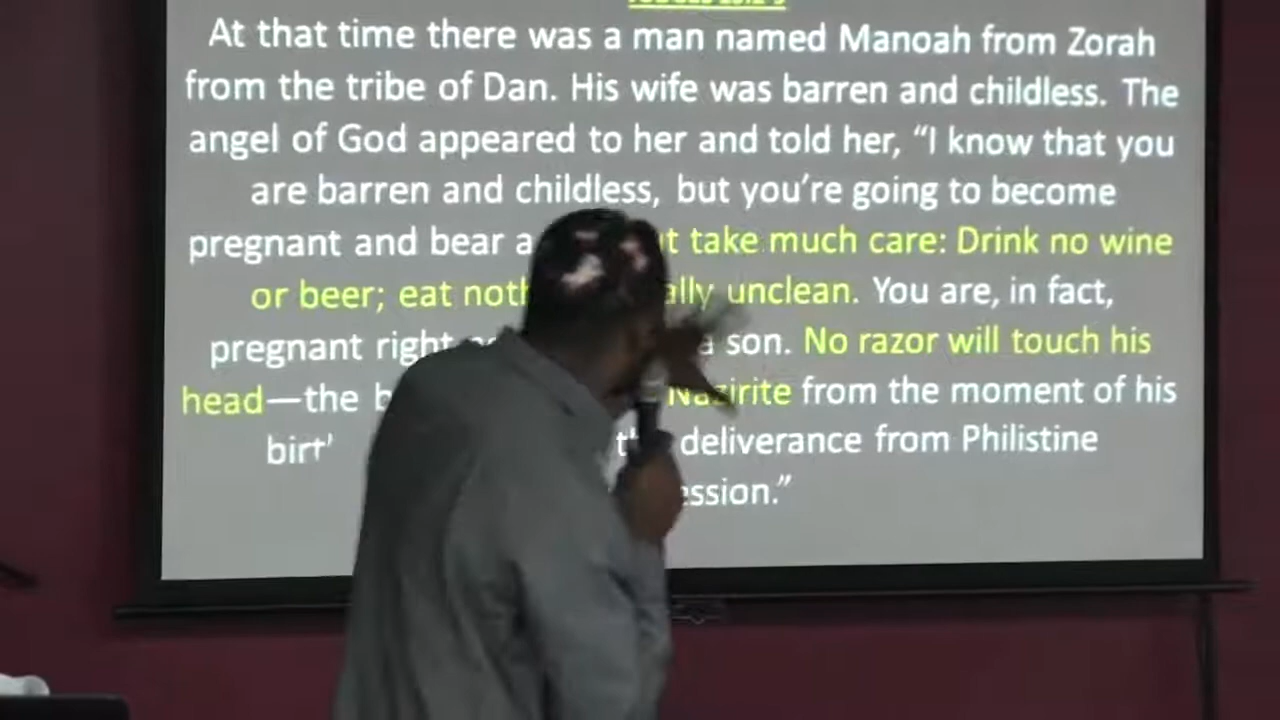 At that time there was a man named Manoah from Zorah
from the tribe of Dan. His wife was barren and childless. The
angel of God appeared to her and told her, “I know that you
are barren and childless, but you’re going to become
pregnant and bear a take much care: Drink no wine
or beer; eat unclean. You are, in fact,
pregnant right a son. No razor will touch his
head—the Nazirite from the moment of his
deliverance from Philistine